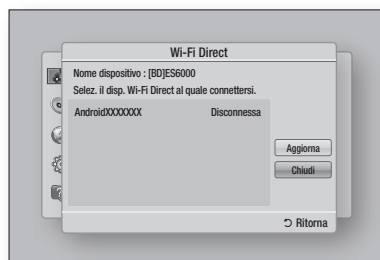 Wi-Fi Direct
Nome dispositivo : [BD]ES6000
Selez. il disp. Wi-Fi Direct al quale connettersi.
AndroidXXXXXXX Disconnessa
Aggiorna
Chiudi
?
Ritorna